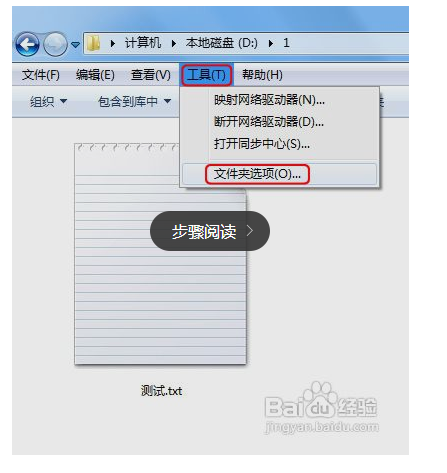 计算机 本地磁盘 (D:) 1
文件(F) 编辑(E) 查看(V) 工具(T) 帮助(H)
组织 包含到库中
映射网络驱动器(N)...
断开网络驱动器(D)...
打开同步中心(S)...
文件夹选项(O)...
步骤阅读
测试.txt
Baidu经验
jingyan.baidu.com